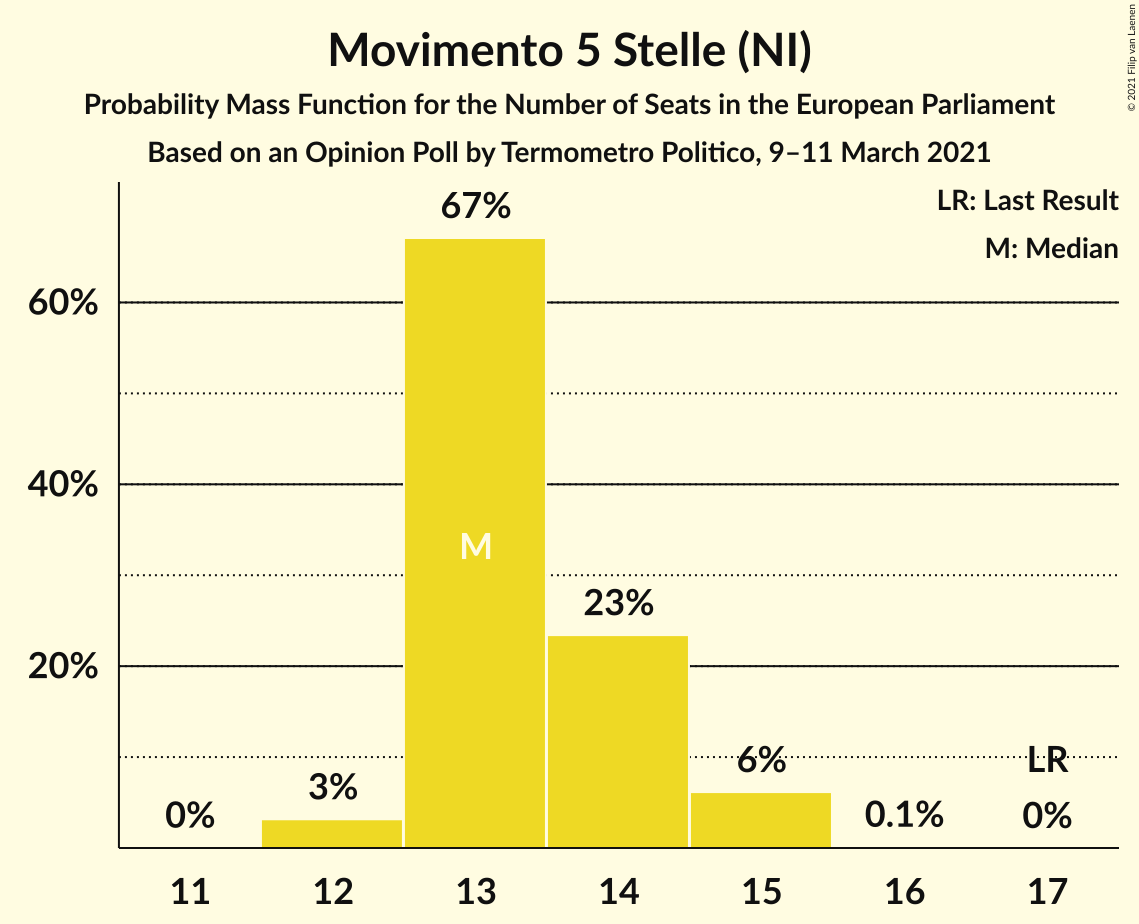 Movimento 5 Stelle (NI)
Probability Mass Function for the Number of Seats in the European Parliament
Based on an Opinion Poll by Termometro Politico, 9–11 March 2021
© 2021 Filip van Laenen
LR: Last Result
M: Median
67%
60%
40%
M
23%
20%
6%
LR
3%
0%
0.1%
0%
11 12 13 14 15 16 17